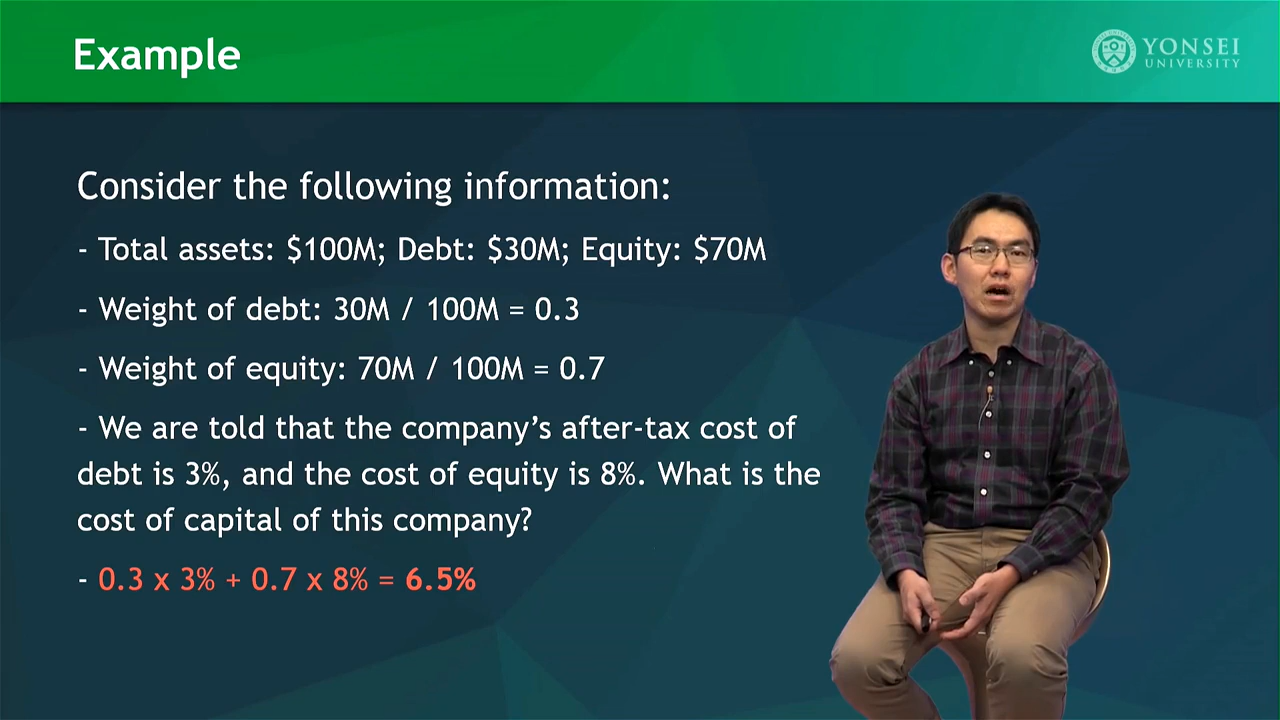 Example
YONSEI
UNIVERSITY
Consider the following information:
- Total assets: $100M; Debt: $30M; Equity: $70M
- Weight of debt: 30M / 100M = 0.3
- Weight of equity: 70M / 100M = 0.7
- We are told that the company’s after-tax cost of
debt is 3%, and the cost of equity is 8%. What is the
cost of capital of this company?
- 0.3 x 3% + 0.7 x 8% = 6.5%